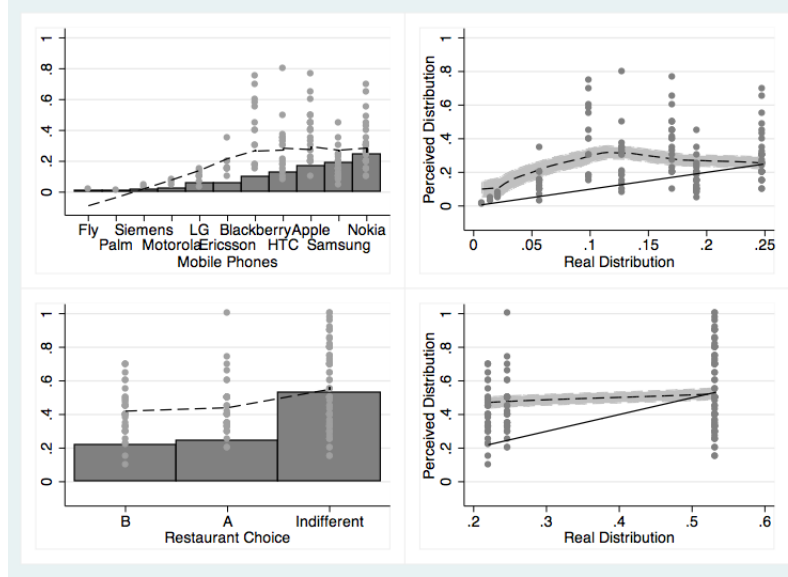 1
.8
.6
.4
.2
0
Fly Siemens LG Blackberry Apple Nokia
Palm Motorola Ericsson HTC Samsung
Mobile Phones
Perceived Distribution
1
.8
.6
.4
.2
0
0 .05 .1 .15 .2 .25
Real Distribution
1
.8
.6
.4
.2
0
B A Indifferent
Restaurant Choice
Perceived Distribution
1
.8
.6
.4
.2
0
.2 .3 .4 .5 .6
Real Distribution